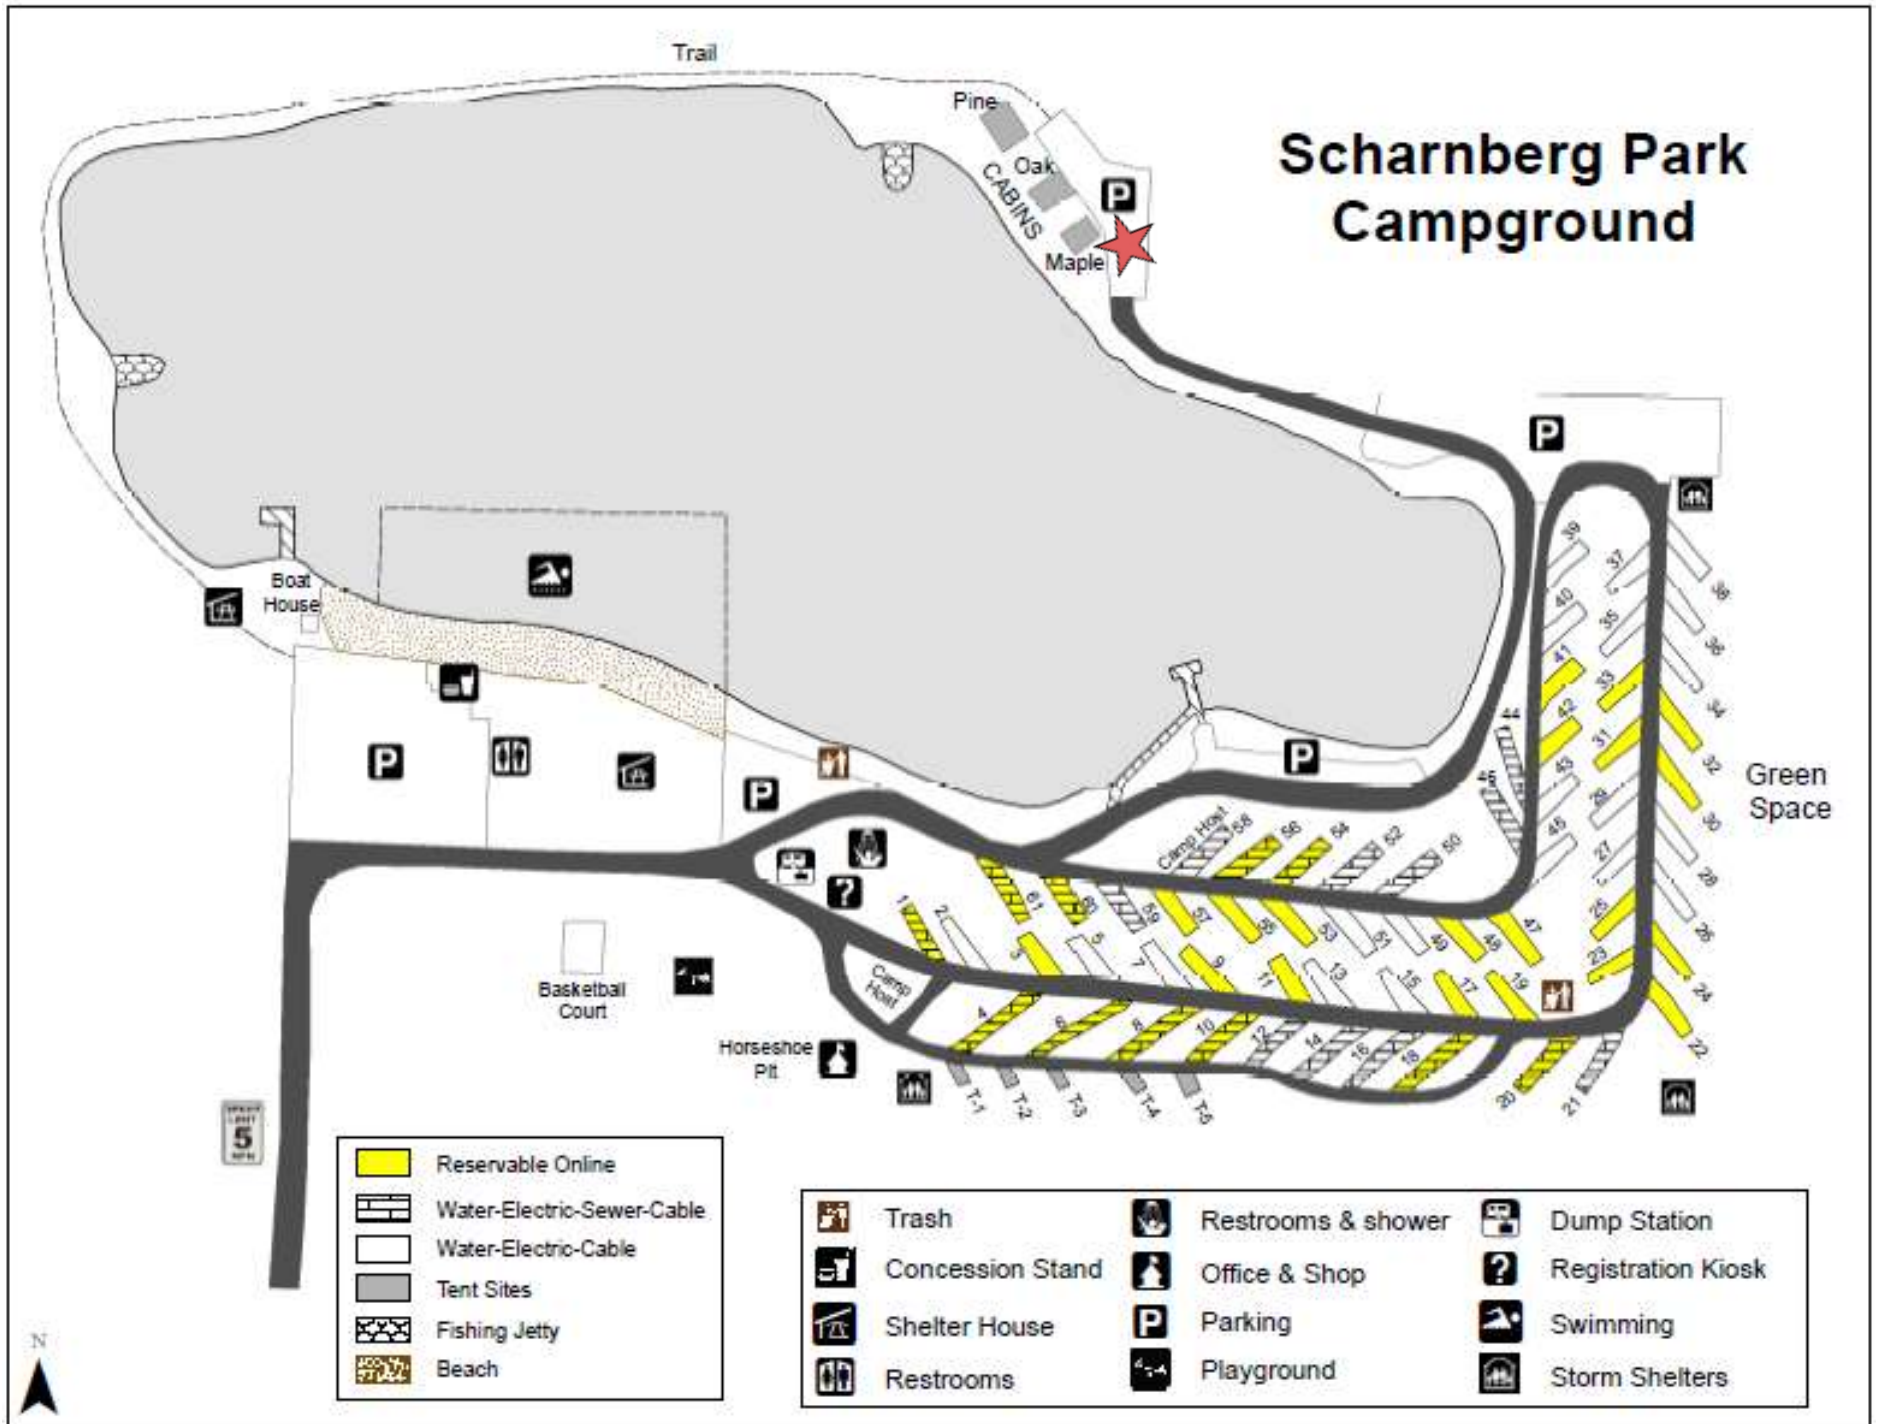 Trail
Scharnberg Park
Campground
Pine
Oak
CABINS
Maple
P
P
Boat
House
P
P
P
Green
Space
39
37
38
40
35
36
41
33
34
42
31
32
44
43
29
30
46
45
27
28
25
26
23
24
22
Camp Host
58
56
54
52
50
61
60
59
57
55
53
51
49
48
47
1
2
3
5
7
9
11
13
15
17
19
?
Camp
Host
4
6
8
10
12
14
16
18
20
21
Basketball
Court
Horseshoe
Pit
T-1
T-2
T-3
T-4
T-5
SPEED
LIMIT
5
MPH
Reservable Online
Water-Electric-Sewer-Cable
Water-Electric-Cable
Tent Sites
Fishing Jetty
Beach
Trash
Restrooms & shower
Dump Station
Concession Stand
Office & Shop
? Registration Kiosk
Shelter House
P Parking
Swimming
Restrooms
Playground
Storm Shelters
N